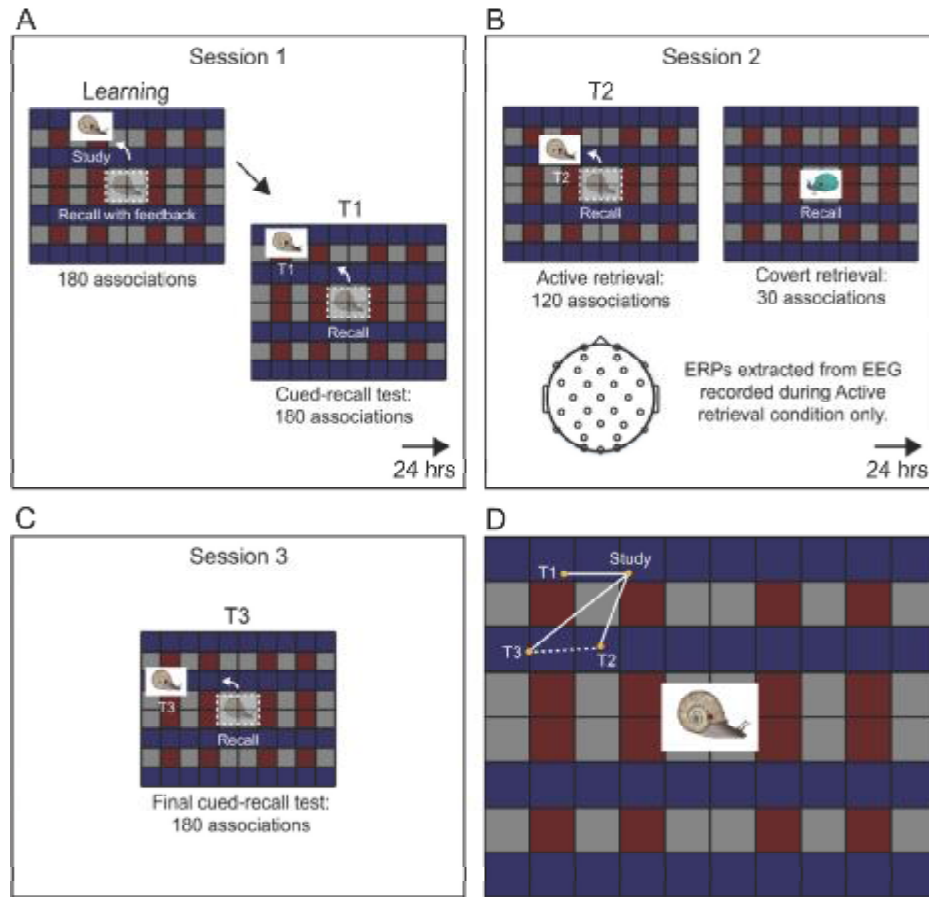 A
Session 1
Learning
Study
Recall with feedback
180 associations
T1
T1
Recall
Cued-recall test:
180 associations
24 hrs
B
Session 2
T2
T2
Recall
Active retrieval:
120 associations
Recall
Covert retrieval:
30 associations
ERPs extracted from EEG
recorded during Active
retrieval condition only.
24 hrs
C
Session 3
T3
T3
Recall
Final cued-recall test:
180 associations
D
T1
Study
T3
T2